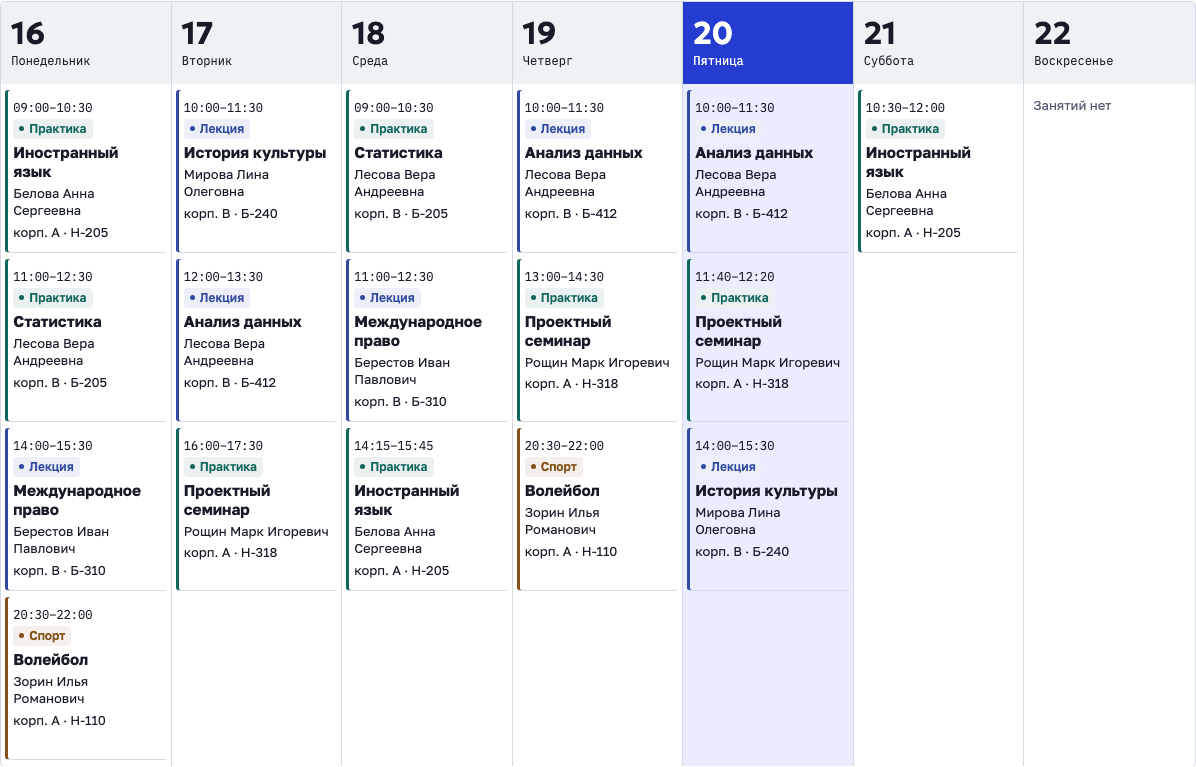 16
Понедельник
09:00–10:30
Практика
Иностранный
язык
Белова Анна
Сергеевна
корп. А · Н-205
11:00–12:30
Практика
Статистика
Лесова Вера
Андреевна
корп. В · Б-205
14:00–15:30
Лекция
Международное
право
Берестов Иван
Павлович
корп. В · Б-310
20:30–22:00
Спорт
Волейбол
Зорин Илья
Романович
корп. А · Н-110
17
Вторник
10:00–11:30
Лекция
История культуры
Мирова Лина
Олеговна
корп. В · Б-240
12:00–13:30
Лекция
Анализ данных
Лесова Вера
Андреевна
корп. В · Б-412
16:00–17:30
Практика
Проектный
семинар
Рощин Марк Игоревич
корп. А · Н-318
18
Среда
09:00–10:30
Практика
Статистика
Лесова Вера
Андреевна
корп. В · Б-205
11:00–12:30
Лекция
Международное
право
Берестов Иван
Павлович
корп. В · Б-310
14:15–15:45
Практика
Иностранный
язык
Белова Анна
Сергеевна
корп. А · Н-205
19
Четверг
10:00–11:30
Лекция
Анализ данных
Лесова Вера
Андреевна
корп. В · Б-412
13:00–14:30
Практика
Проектный
семинар
Рощин Марк Игоревич
корп. А · Н-318
20:30–22:00
Спорт
Волейбол
Зорин Илья
Романович
корп. А · Н-110
20
Пятница
10:00–11:30
Лекция
Анализ данных
Лесова Вера
Андреевна
корп. В · Б-412
11:40–12:20
Практика
Проектный
семинар
Рощин Марк Игоревич
корп. А · Н-318
14:00–15:30
Лекция
История культуры
Мирова Лина
Олеговна
корп. В · Б-240
21
Суббота
10:30–12:00
Практика
Иностранный
язык
Белова Анна
Сергеевна
корп. А · Н-205
22
Воскресенье
Занятий нет